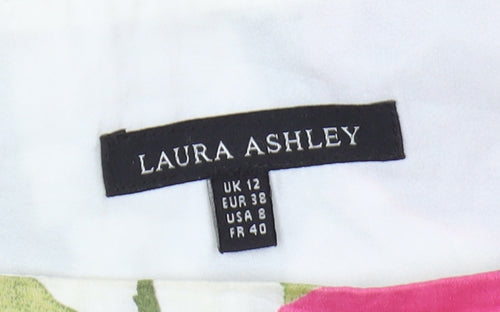 LAURA ASHLEY
UK 12
EUR 38
USA 8
FR 40